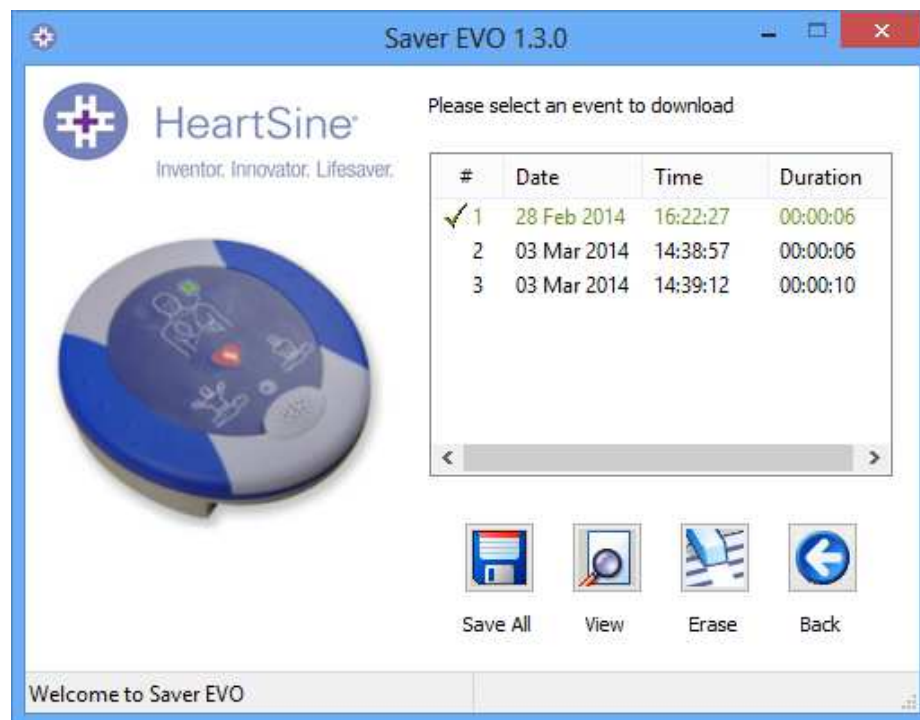 Saver EVO 1.3.0
HeartSine
Inventor. Innovator. Lifesaver.
Please select an event to download
# Date Time Duration
1 28 Feb 2014 16:22:27 00:00:06
2 03 Mar 2014 14:38:57 00:00:06
3 03 Mar 2014 14:39:12 00:00:10
Save All View Erase Back
Welcome to Saver EVO